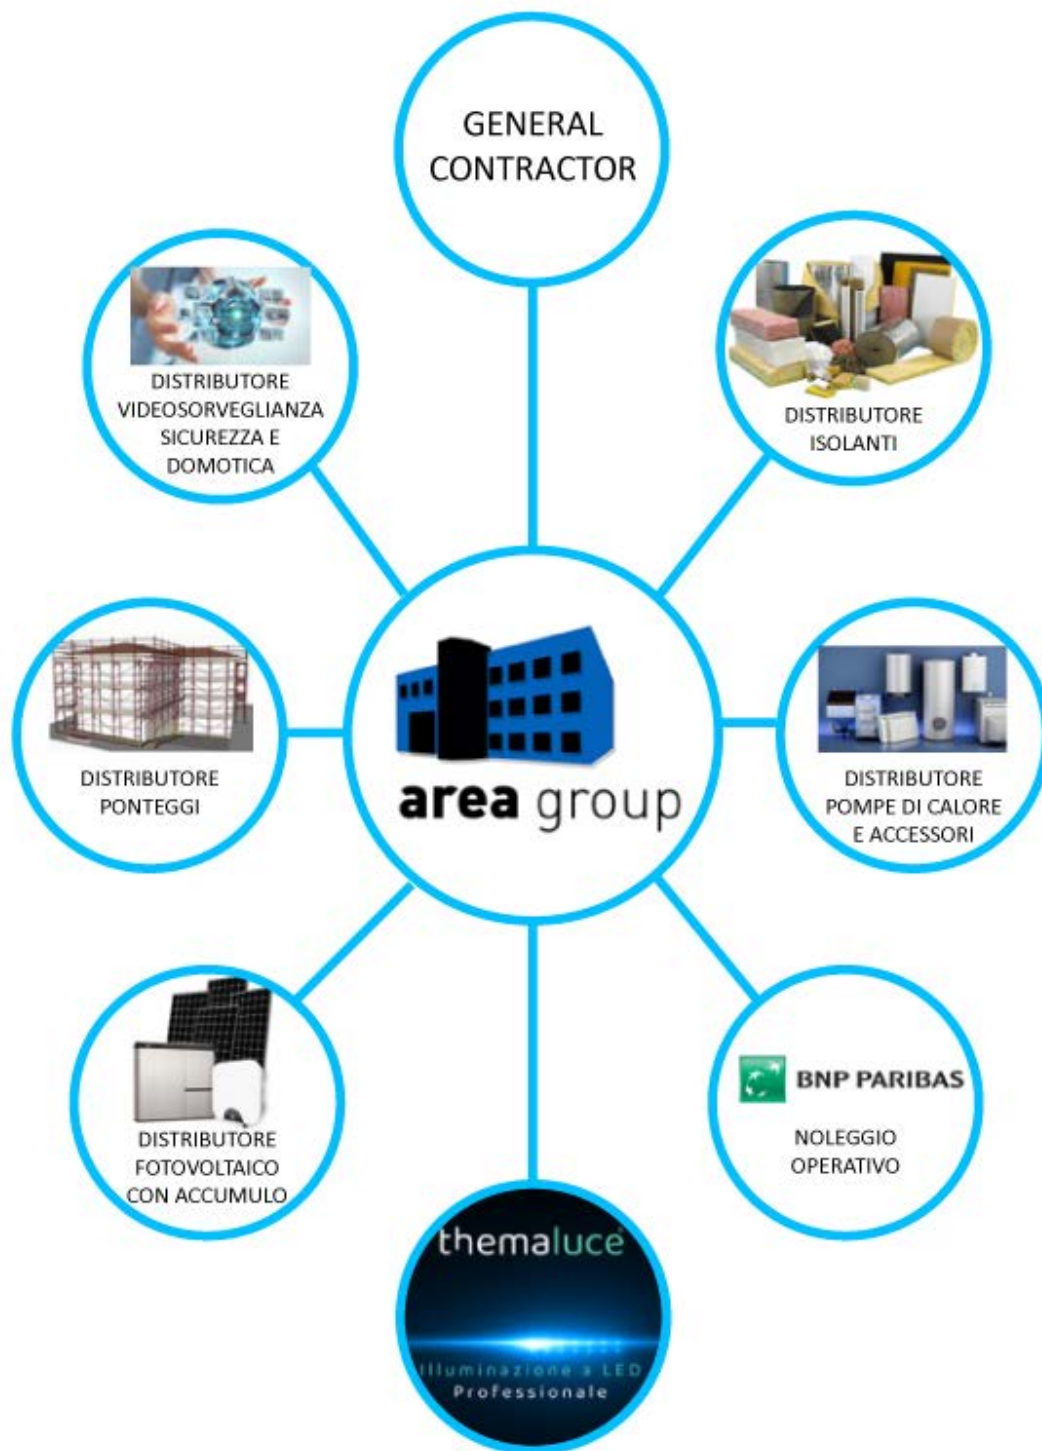 GENERAL
CONTRACTOR
DISTRIBUTORE
VIDEOSORVEGLIANZA
SICUREZZA E
DOMOTICA
DISTRIBUTORE
ISOLANTI
area group
DISTRIBUTORE
PONTEGGI
DISTRIBUTORE
POMPE DI CALORE
E ACCESSORI
DISTRIBUTORE
FOTOVOLTAICO
CON ACCUMULO
BNP PARIBAS
NOLEGGIO
OPERATIVO
themaluce
Illuminazione a LED
Professionale